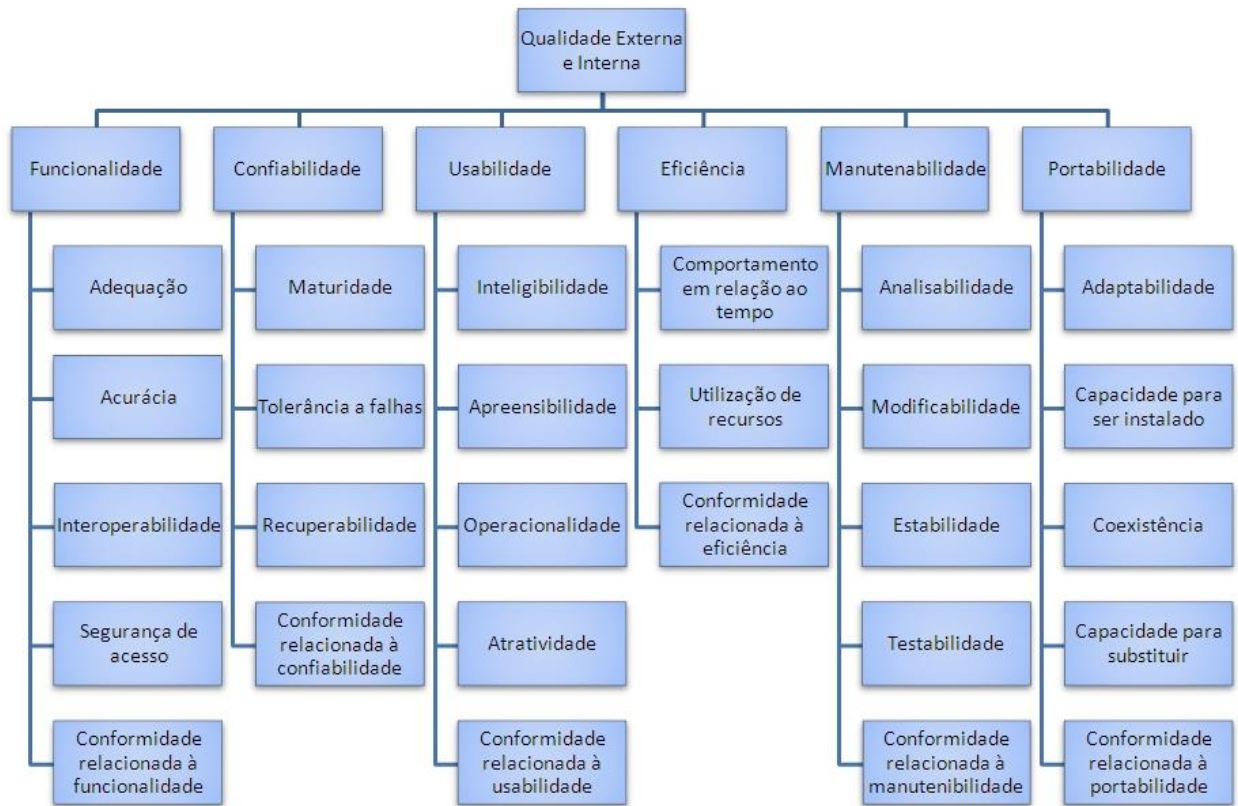 Qualidade Externa
e Interna
Funcionalidade
Confiabilidade
Usabilidade
Eficiência
Manutenabilidade
Portabilidade
Adequação
Maturidade
Inteligibilidade
Comportamento
em relação ao
tempo
Analisabilidade
Adaptabilidade
Acurácia
Tolerância a falhas
Apreensibilidade
Utilização de
recursos
Modificabilidade
Capacidade para
ser instalado
Interoperabilidade
Recuperabilidade
Operacionalidade
Conformidade
relacionada à
eficiência
Estabilidade
Coexistência
Segurança de
acesso
Conformidade
relacionada à
confiabilidade
Atratividade
Testabilidade
Capacidade para
substituir
Conformidade
relacionada à
funcionalidade
Conformidade
relacionada à
usabilidade
Conformidade
relacionada à
manutenibilidade
Conformidade
relacionada à
portabilidade